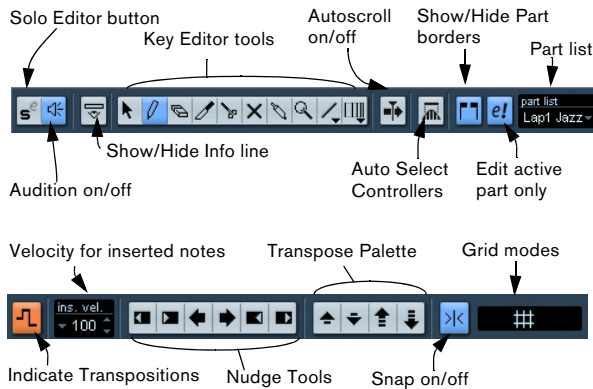 Solo Editor button
Key Editor tools
Autoscroll
on/off
Show/Hide Part
borders
Part list
se
e!
part list
Lap1 Jazz
Show/Hide Info line
Audition on/off
Auto Select
Controllers
Edit active
part only
Velocity for inserted notes
Transpose Palette
Grid modes
ins. vel.
100
Indicate Transpositions
Nudge Tools
Snap on/off